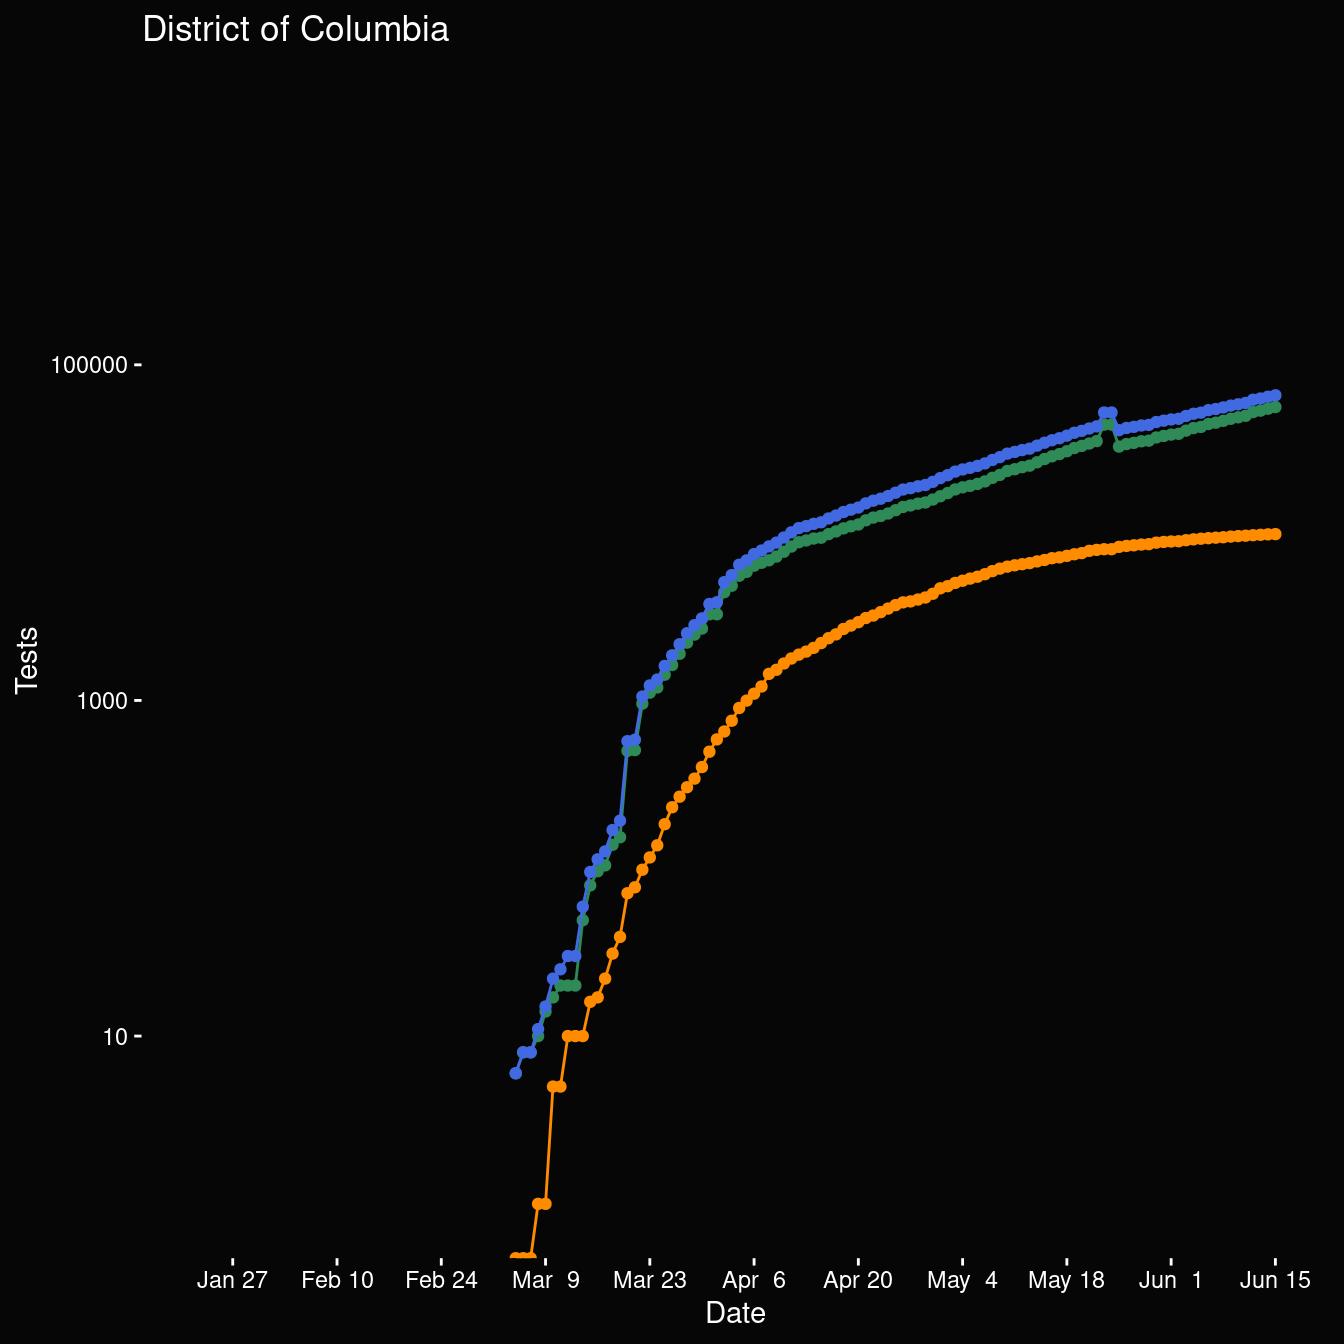 District of Columbia
100000
1000
10
Tests
Jan 27
Feb 10
Feb 24
Mar  9
Mar 23
Apr  6
Apr 20
May  4
May 18
Jun  1
Jun 15
Date